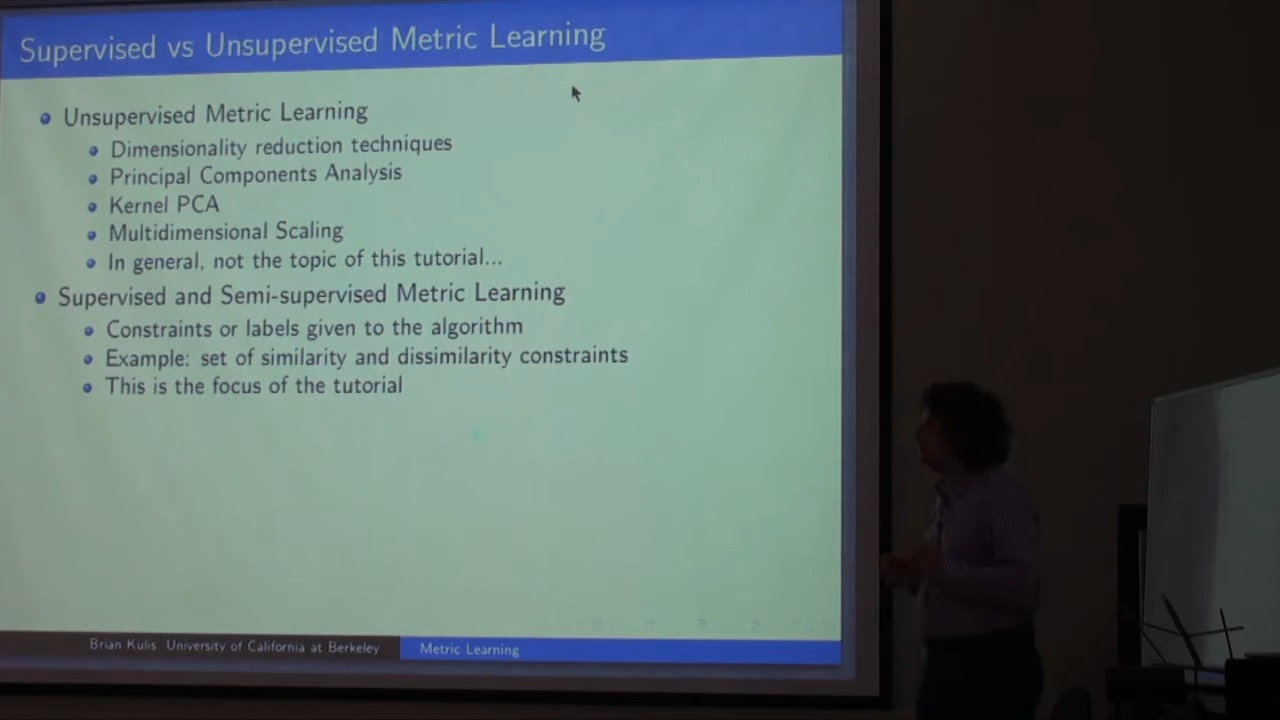 Supervised vs Unsupervised Metric Learning
Unsupervised Metric Learning
Dimensionality reduction techniques
Principal Components Analysis
Kernel PCA
Multidimensional Scaling
In general, not the topic of this tutorial...
Supervised and Semi-supervised Metric Learning
Constraints or labels given to the algorithm
Example: set of similarity and dissimilarity constraints
This is the focus of the tutorial
Brian Kulis University of California at Berkeley
Metric Learning